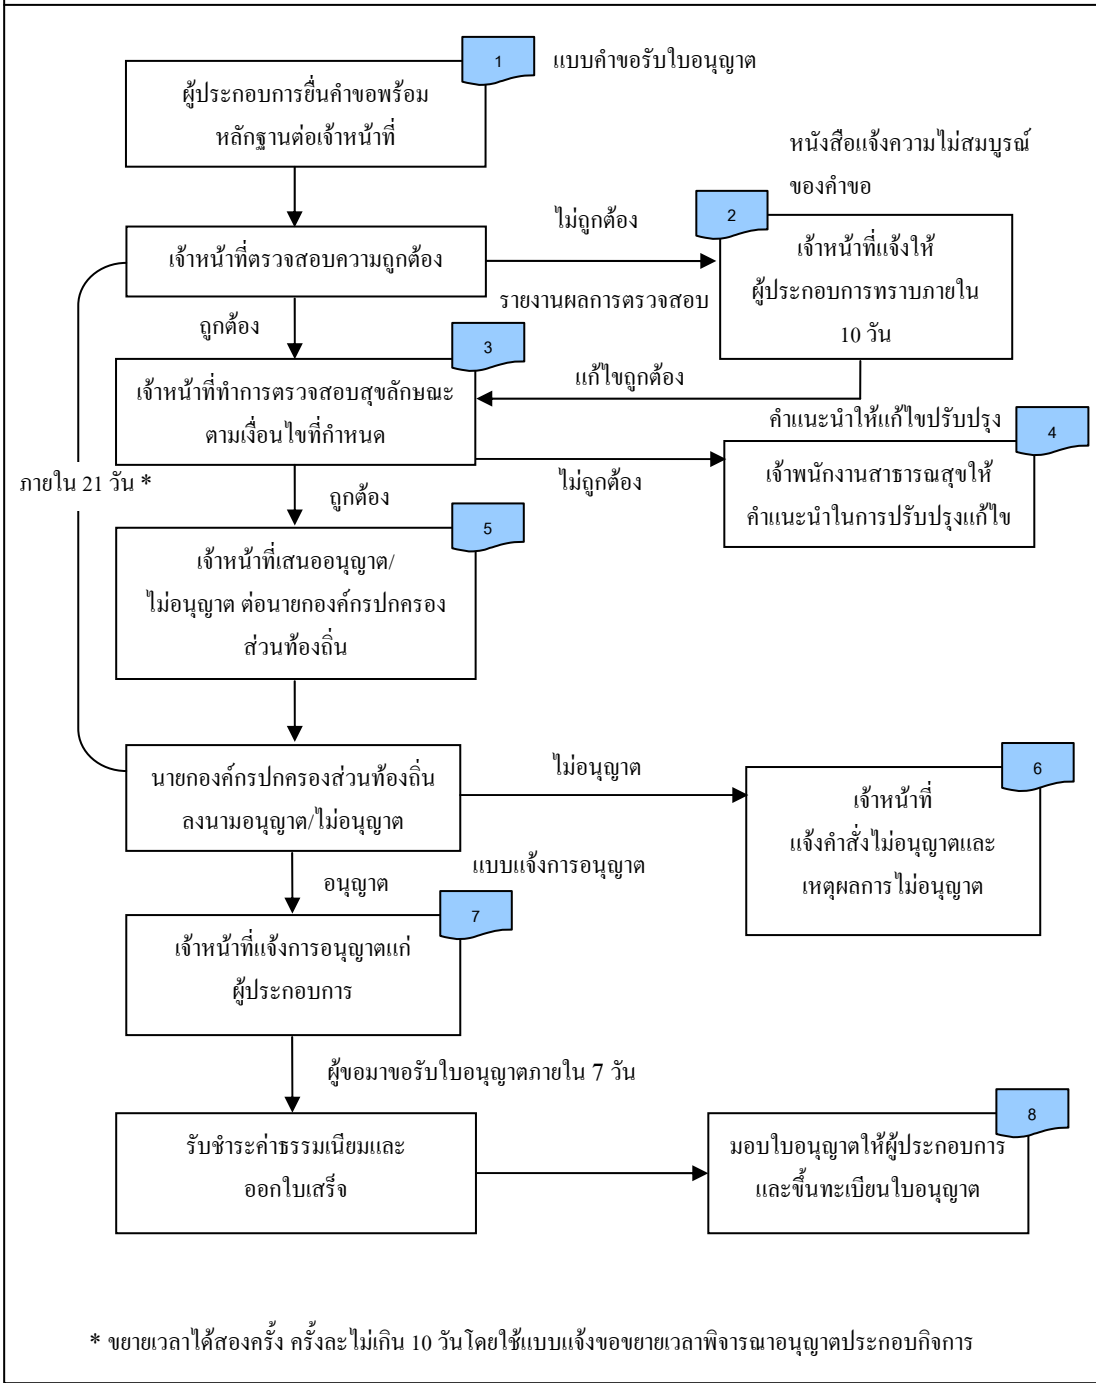 1
แบบคำขอรับใบอนุญาต
ผู้ประกอบการยื่นคำขอพร้อม
หลักฐานต่อเจ้าหน้าที่
หนังสือแจ้งความไม่สมบูรณ์
ของคำขอ
2
ไม่ถูกต้อง
เจ้าหน้าที่ตรวจสอบความถูกต้อง
เจ้าหน้าที่แจ้งให้
ผู้ประกอบการทราบภายใน
10 วัน
รายงานผลการตรวจสอบ
ถูกต้อง
3
แก้ไขถูกต้อง
เจ้าหน้าที่ทำการตรวจสอบสุขลักษณะ
ตามเงื่อนไขที่กำหนด
คำแนะนำให้แก้ไขปรับปรุง
4
ไม่ถูกต้อง
เจ้าพนักงานสาธารณสุขให้
คำแนะนำในการปรับปรุงแก้ไข
ภายใน 21 วัน *
ถูกต้อง
5
เจ้าหน้าที่เสนออนุญาต/
ไม่อนุญาต ต่อนายกองค์กรปกครอง
ส่วนท้องถิ่น
นายกองค์กรปกครองส่วนท้องถิ่น
ลงนามอนุญาต/ไม่อนุญาต
ไม่อนุญาต
6
เจ้าหน้าที่
แจ้งคำสั่งไม่อนุญาตและ
เหตุผลการไม่อนุญาต
แบบแจ้งการอนุญาต
อนุญาต
7
เจ้าหน้าที่แจ้งการอนุญาตแก่
ผู้ประกอบการ
ผู้ขอมาขอรับใบอนุญาตภายใน 7 วัน
รับชำระค่าธรรมเนียมและ
ออกใบเสร็จ
8
มอบใบอนุญาตให้ผู้ประกอบการ
และขึ้นทะเบียนใบอนุญาต
* ขยายเวลาได้สองครั้ง ครั้งละไม่เกิน 10 วันโดยใช้แบบแจ้งขอขยายเวลาพิจารณาอนุญาตประกอบกิจการ